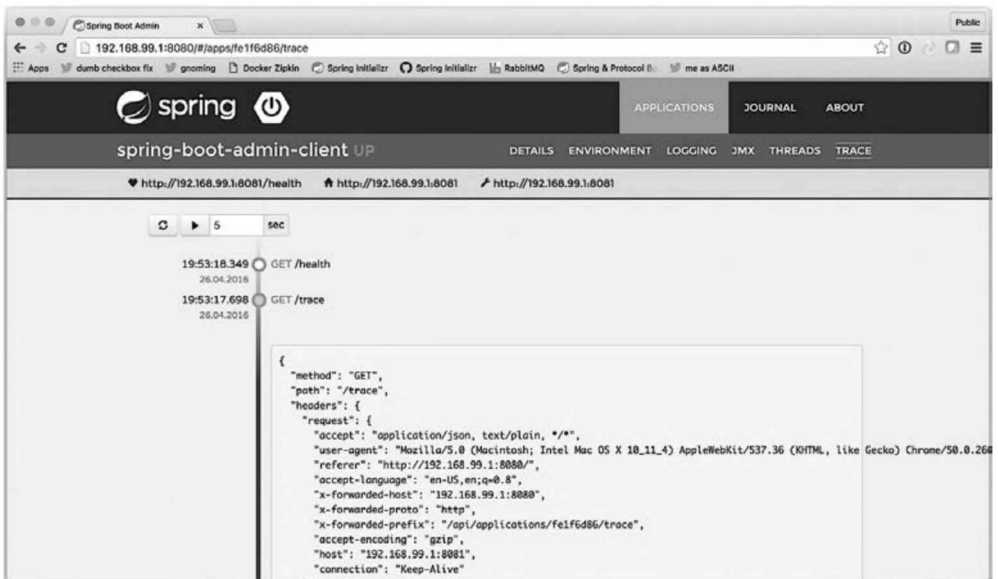 Spring Boot Admin
Public
192.168.99.1:8080/#/apps/fe1f6d86/trace
Apps dumb checkbox fix gnoming Docker Zipkin Spring Initializr Spring Initializr RabbitMQ Spring & Protocol Bu me as ASCII
spring APPLICATIONS JOURNAL ABOUT
spring-boot-admin-client UP DETAILS ENVIRONMENT LOGGING JMX THREADS TRACE
http://192.168.99.1:8081/health http://192.168.99.1:8081 http://192.168.99.1:8081
5 sec
19:53:18.349 GET /health
26.04.2016
19:53:17.698 GET /trace
26.04.2016
{
"method": "GET",
"path": "/trace",
"headers": {
"request": {
"accept": "application/json, text/plain, */*",
"user-agent": "Mozilla/5.0 (Macintosh; Intel Mac OS X 10_11_4) AppleWebKit/537.36 (KHTML, like Gecko) Chrome/50.0.266
"referer": "http://192.168.99.1:8080/",
"accept-language": "en-US,en;q=0.8",
"x-forwarded-host": "192.168.99.1:8080",
"x-forwarded-proto": "http",
"x-forwarded-prefix": "/api/applications/fe1f6d86/trace",
"accept-encoding": "gzip",
"host": "192.168.99.1:8081",
"connection": "Keep-Alive"